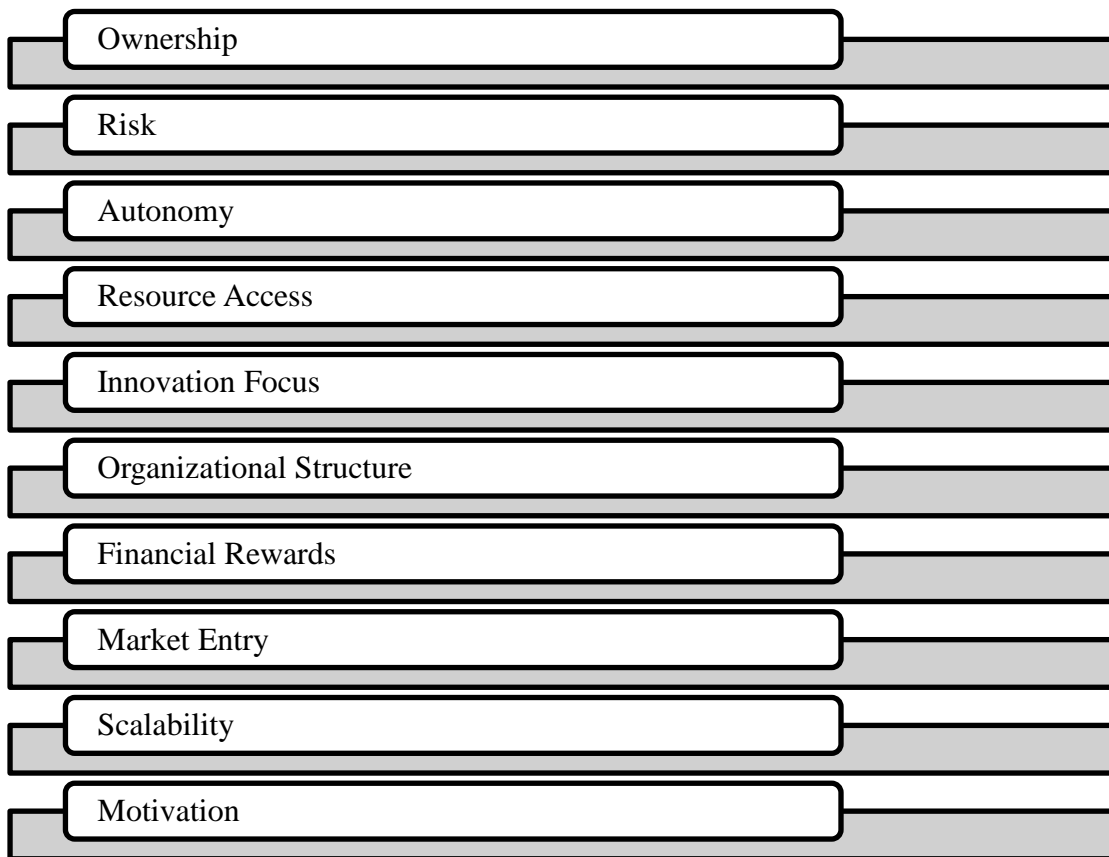 Ownership
Risk
Autonomy
Resource Access
Innovation Focus
Organizational Structure
Financial Rewards
Market Entry
Scalability
Motivation